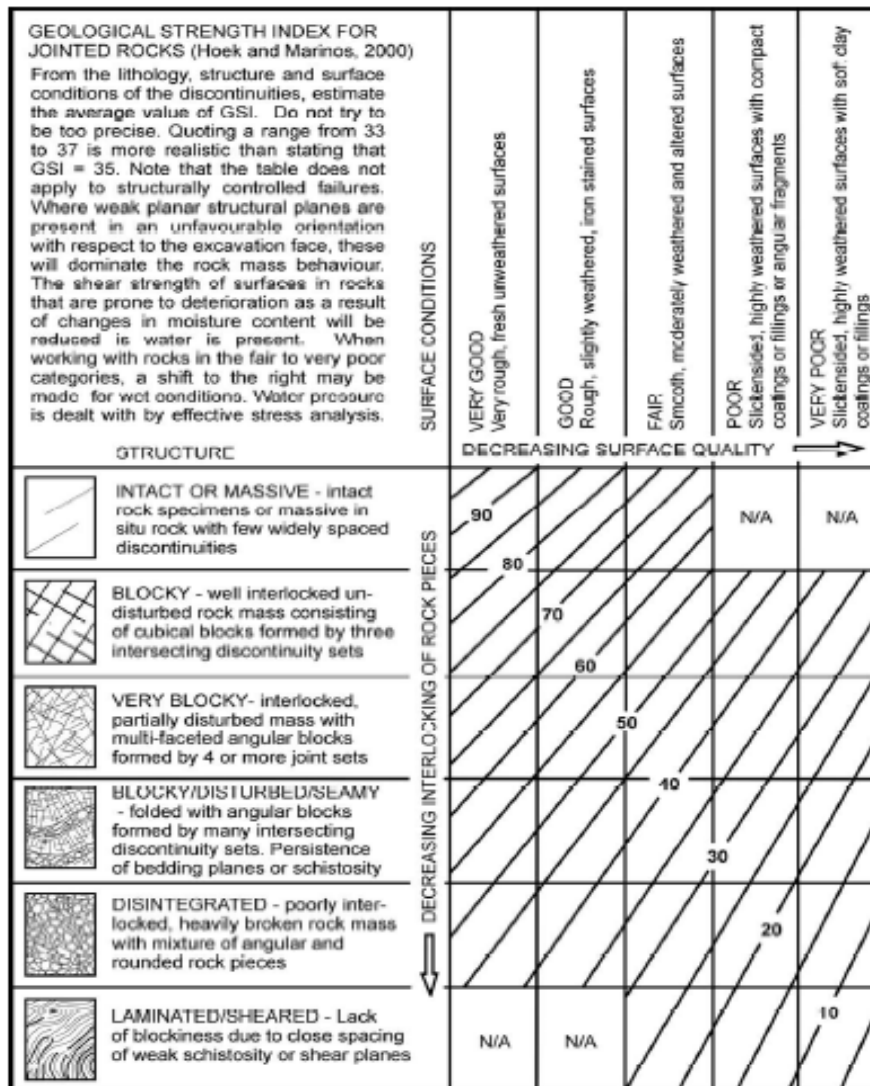 GEOLOGICAL STRENGTH INDEX FOR
JOINTED ROCKS (Hoek and Marinos, 2000)
From the lithology, structure and surface
conditions of the discontinuities, estimate
the average value of GSI. Do not try to
be too precise. Quoting a range from 33
to 37 is more realistic than stating that
GSI = 35. Note that the table does not
apply to structurally controlled failures.
Where weak planar structural planes are
present in an unfavourable orientation
with respect to the excavation face, these
will dominate the rock mass behaviour.
The shear strength of surfaces in rocks
that are prone to deterioration as a result
of changes in moisture content will be
reduced is water is present. When
working with rocks in the fair to very poor
categories, a shift to the right may be
made for wet conditions. Water pressure
is dealt with by effective stress analysis.
STRUCTURE
SURFACE CONDITIONS
VERY GOOD
Very rough, fresh unweathered surfaces
GOOD
Rough, slightly weathered, iron stained surfaces
FAIR
Smooth, moderately weathered and altered surfaces
POOR
Slickensided, highly weathered surfaces with compact
coatings or fillings or angular fragments
VERY POOR
Slickensided, highly weathered surfaces with soft clay
coatings or fillings
DECREASING SURFACE QUALITY
DECREASING INTERLOCKING OF ROCK PIECES
INTACT OR MASSIVE - intact
rock specimens or massive in
situ rock with few widely spaced
discontinuities
90
80
N/A
N/A
BLOCKY - well interlocked un-
disturbed rock mass consisting
of cubical blocks formed by three
intersecting discontinuity sets
70
60
VERY BLOCKY- interlocked,
partially disturbed mass with
multi-faceted angular blocks
formed by 4 or more joint sets
50
40
BLOCKY/DISTURBED/SEAMY
- folded with angular blocks
formed by many intersecting
discontinuity sets. Persistence
of bedding planes or schistosity
30
DISINTEGRATED - poorly inter-
locked, heavily broken rock mass
with mixture of angular and
rounded rock pieces
20
LAMINATED/SHEARED - Lack
of blockiness due to close spacing
of weak schistosity or shear planes
N/A
N/A
10